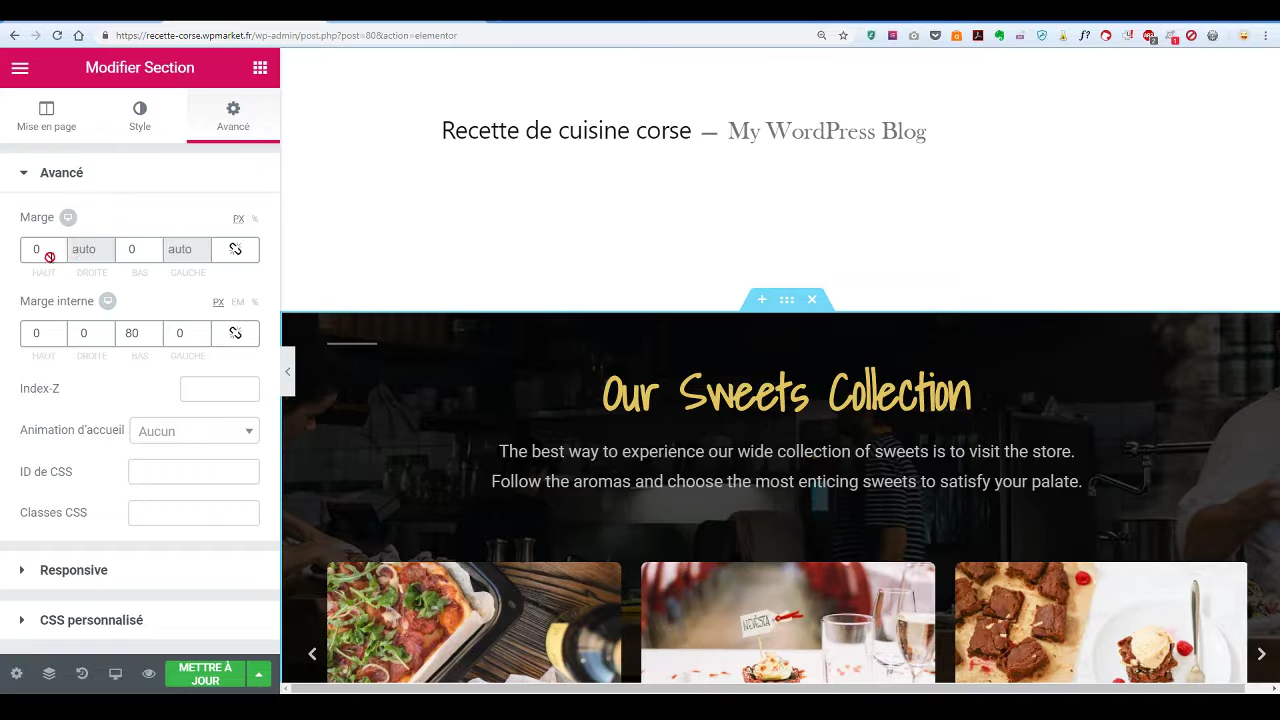 https://recette-corse.wpmarket.fr/wp-admin/post.php?post=80&action=elementor
Modifier Section
Mise en page
Style
Avancé
Avancé
Marge
PX %
0 auto 0 auto
HAUT DROITE BAS GAUCHE
Marge interne
PX EM %
0 0 80 0
HAUT DROITE BAS GAUCHE
Index-Z
Animation d'accueil
Aucun
ID de CSS
Classes CSS
Responsive
CSS personnalisé
METTRE À
JOUR
Recette de cuisine corse — My WordPress Blog
Our Sweets Collection
The best way to experience our wide collection of sweets is to visit the store.
Follow the aromas and choose the most enticing sweets to satisfy your palate.